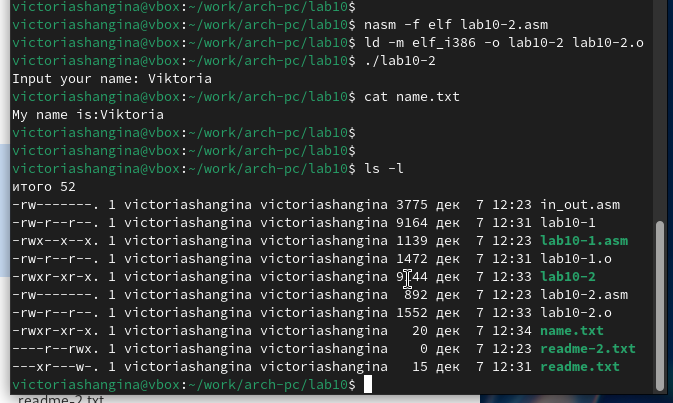 victoriashangina@vbox:~/work/arch-pc/lab10$
victoriashangina@vbox:~/work/arch-pc/lab10$ nasm -f elf lab10-2.asm
victoriashangina@vbox:~/work/arch-pc/lab10$ ld -m elf_i386 -o lab10-2 lab10-2.o
victoriashangina@vbox:~/work/arch-pc/lab10$ ./lab10-2
Input your name: Viktoria
victoriashangina@vbox:~/work/arch-pc/lab10$ cat name.txt
My name is:Viktoria
victoriashangina@vbox:~/work/arch-pc/lab10$
victoriashangina@vbox:~/work/arch-pc/lab10$
victoriashangina@vbox:~/work/arch-pc/lab10$ ls -l
итого 52
-rw-------. 1 victoriashangina victoriashangina 3775 дек  7 12:23 in_out.asm
-rw-r--r--. 1 victoriashangina victoriashangina 9164 дек  7 12:31 lab10-1
-rwx--x--x. 1 victoriashangina victoriashangina 1139 дек  7 12:23 lab10-1.asm
-rw-r--r--. 1 victoriashangina victoriashangina 1472 дек  7 12:31 lab10-1.o
-rwxr-xr-x. 1 victoriashangina victoriashangina дек  7 12:33 lab10-2
-rw-------. 1 victoriashangina victoriashangina  892 дек  7 12:23 lab10-2.asm
-rw-r--r--. 1 victoriashangina victoriashangina 1552 дек  7 12:33 lab10-2.o
-rwxr-xr-x. 1 victoriashangina victoriashangina   20 дек  7 12:34 name.txt
----r--rwx. 1 victoriashangina victoriashangina    0 дек  7 12:23 readme-2.txt
---xr---w-. 1 victoriashangina victoriashangina   15 дек  7 12:31 readme.txt
victoriashangina@vbox:~/work/arch-pc/lab10$
readme-2.txt